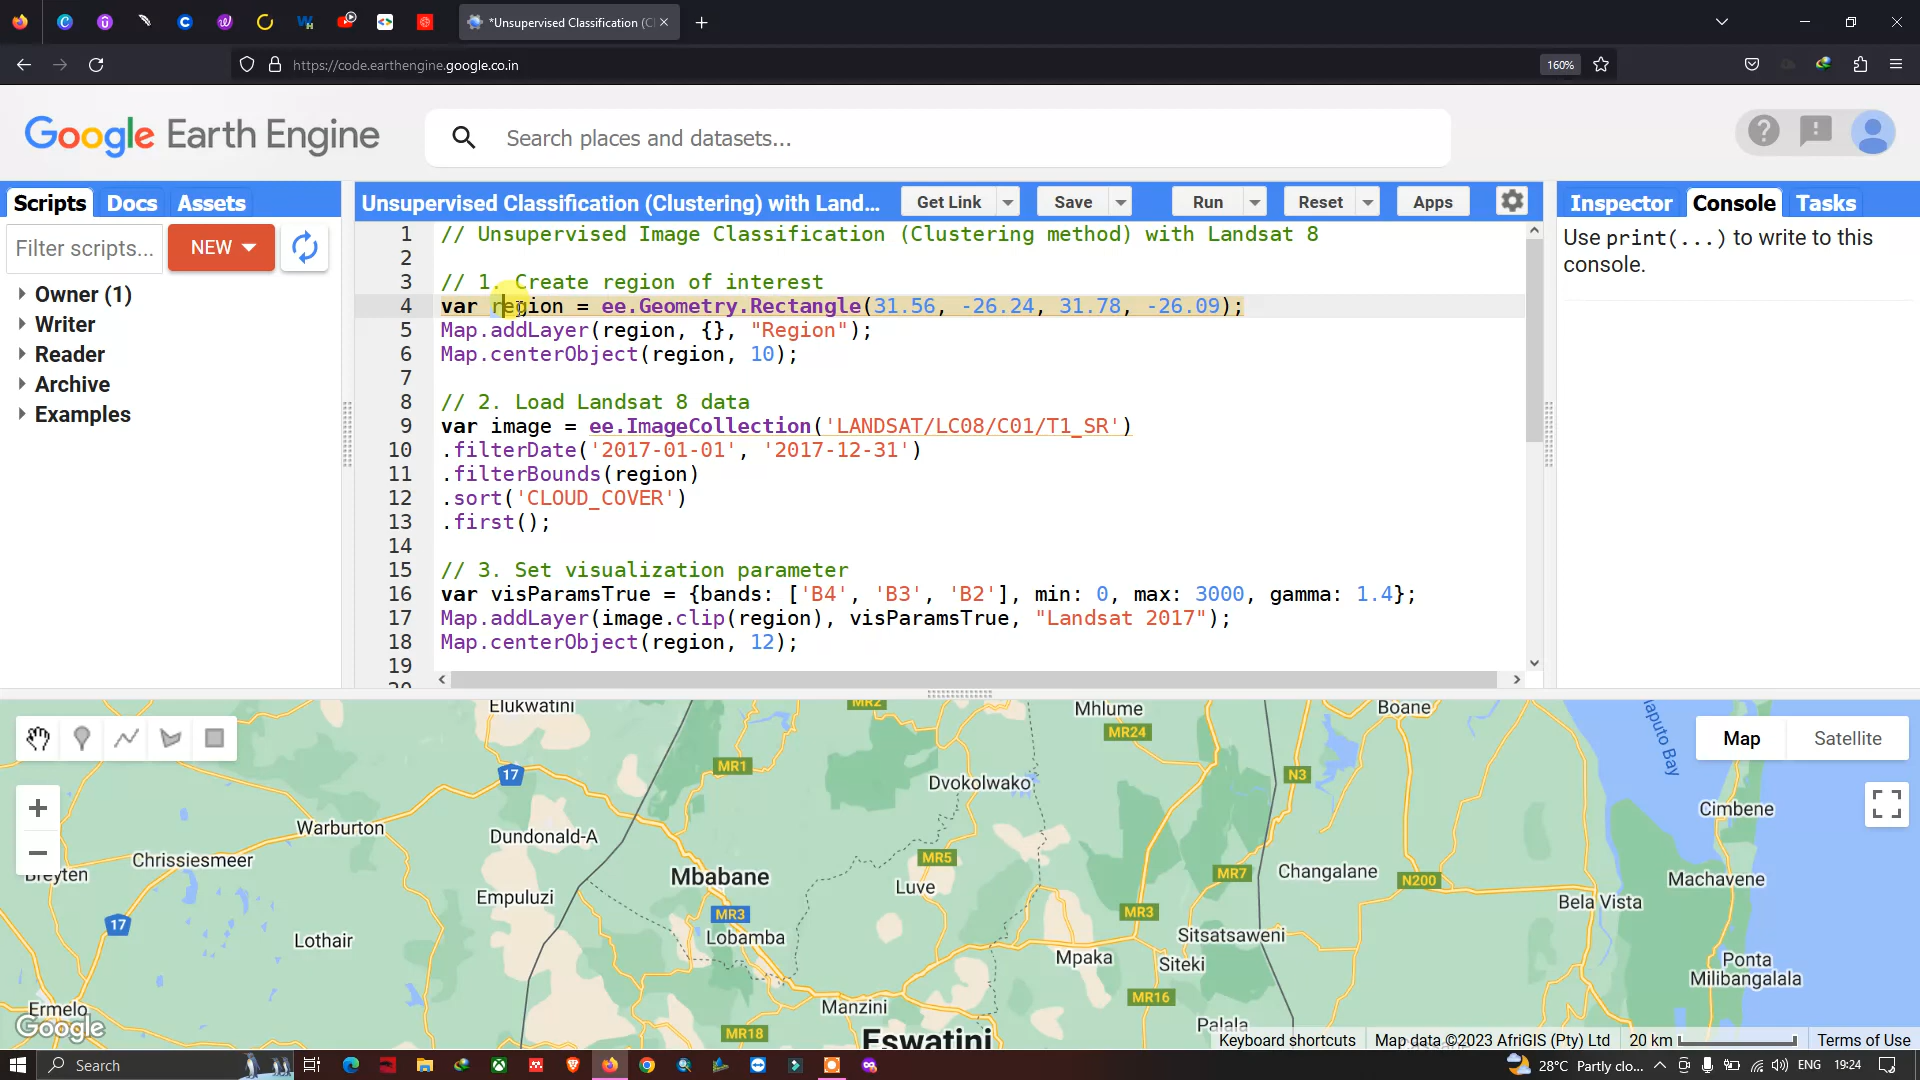 *Unsupervised Classification (Cl
https://code.earthengine.google.co.in
160%
Google Earth Engine
Search places and datasets...
Scripts
Docs
Assets
Filter scripts...
NEW
Owner (1)
Writer
Reader
Archive
Examples
Unsupervised Classification (Clustering) with Land...
Get Link
Save
Run
Reset
Apps
1 // Unsupervised Image Classification (Clustering method) with Landsat 8
2
3 // 1. Create region of interest
4 var region = ee.Geometry.Rectangle(31.56, -26.24, 31.78, -26.09);
5 Map.addLayer(region, {}, "Region");
6 Map.centerObject(region, 10);
7
8 // 2. Load Landsat 8 data
9 var image = ee.ImageCollection('LANDSAT/LC08/C01/T1_SR')
10 .filterDate('2017-01-01', '2017-12-31')
11 .filterBounds(region)
12 .sort('CLOUD_COVER')
13 .first();
14
15 // 3. Set visualization parameter
16 var visParamsTrue = {bands: ['B4', 'B3', 'B2'], min: 0, max: 3000, gamma: 1.4};
17 Map.addLayer(image.clip(region), visParamsTrue, "Landsat 2017");
18 Map.centerObject(region, 12);
19
20
Inspector
Console
Tasks
Use print(...) to write to this
console.
Elukwatini
MR2
Mhlume
Boane
MR24
Map
Satellite
17
MR1
Dvokolwako
N3
Cimbene
Warburton
Dundonald-A
Chrissiesmeer
Breyten
MR5
Mbabane
Luve
MR7
Changalane
N200
Machavene
Empuluzi
Bela Vista
17
MR3
MR3
Lothair
Lobamba
Sitsatsaweni
Mpaka
Siteki
Ponta
Milibangalala
MR16
Ermelo
Manzini
Google
MR18
Eswatini
Palala
Keyboard shortcuts
Map data ©2023 AfriGIS (Pty) Ltd
20 km
Terms of Use
Search
28°C Partly clo...
ENG
19:24